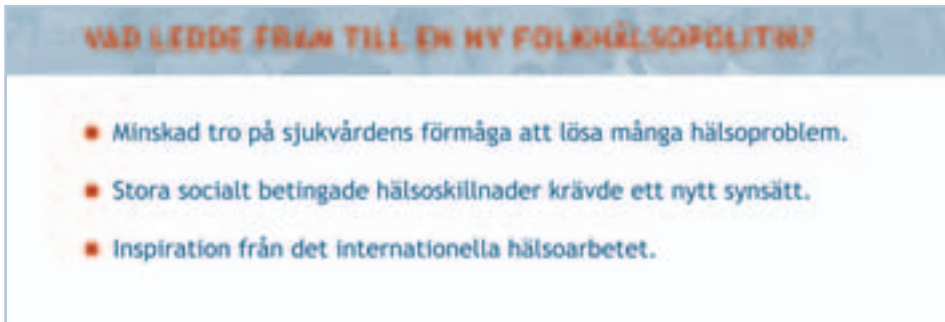 VAD LEDDE FRAM TILL EN NY FOLKHÄLSOPOLITIK?
Minskad tro på sjukvårdens förmåga att lösa många hälsoproblem.
Stora socialt betingade hälsoskillnader krävde ett nytt synsätt.
Inspiration från det internationella hälsoarbetet.